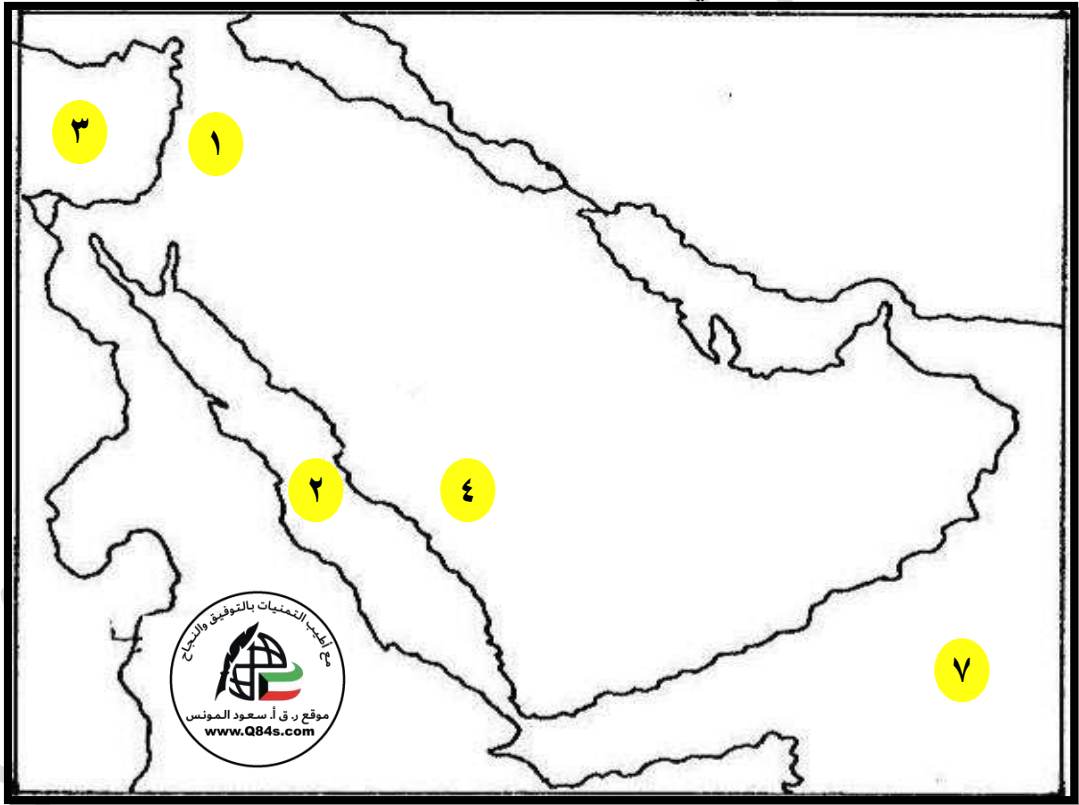 ٣
١
٢
٤
٧
مع أطيب التمنيات بالتوفيق والنجاح
موقع ر. ق أ. سعود المونس
www.Q84s.com